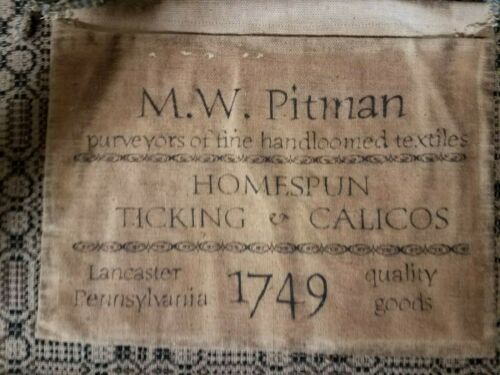 M.W. Pitman
purveyors of fine handloomed textiles
HOMESPUN
TICKING & CALICOS
Lancaster
Pennsylvania
1749
quality
goods